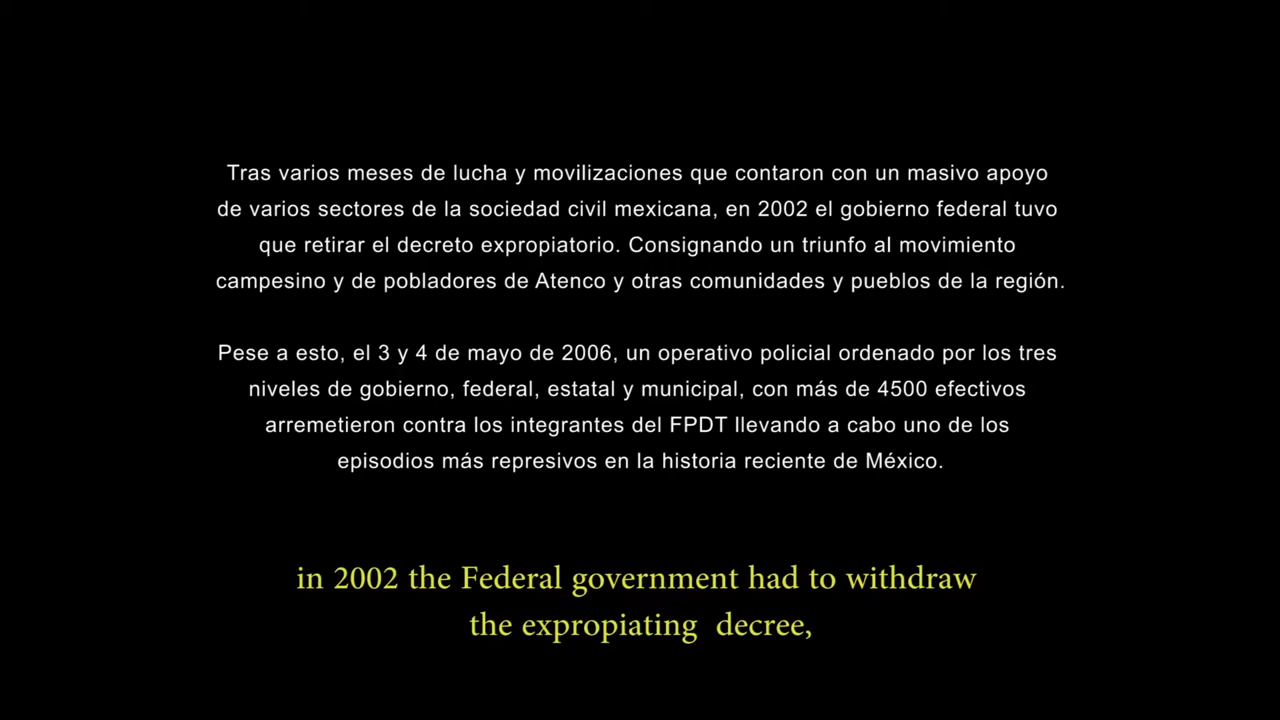 Tras varios meses de lucha y movilizaciones que contaron con un masivo apoyo
de varios sectores de la sociedad civil mexicana, en 2002 el gobierno federal tuvo
que retirar el decreto expropiatorio. Consignando un triunfo al movimiento
campesino y de pobladores de Atenco y otras comunidades y pueblos de la región.
Pese a esto, el 3 y 4 de mayo de 2006, un operativo policial ordenado por los tres
niveles de gobierno, federal, estatal y municipal, con más de 4500 efectivos
arremetieron contra los integrantes del FPDT llevando a cabo uno de los
episodios más represivos en la historia reciente de México.
in 2002 the Federal government had to withdraw
the expropiating decree,